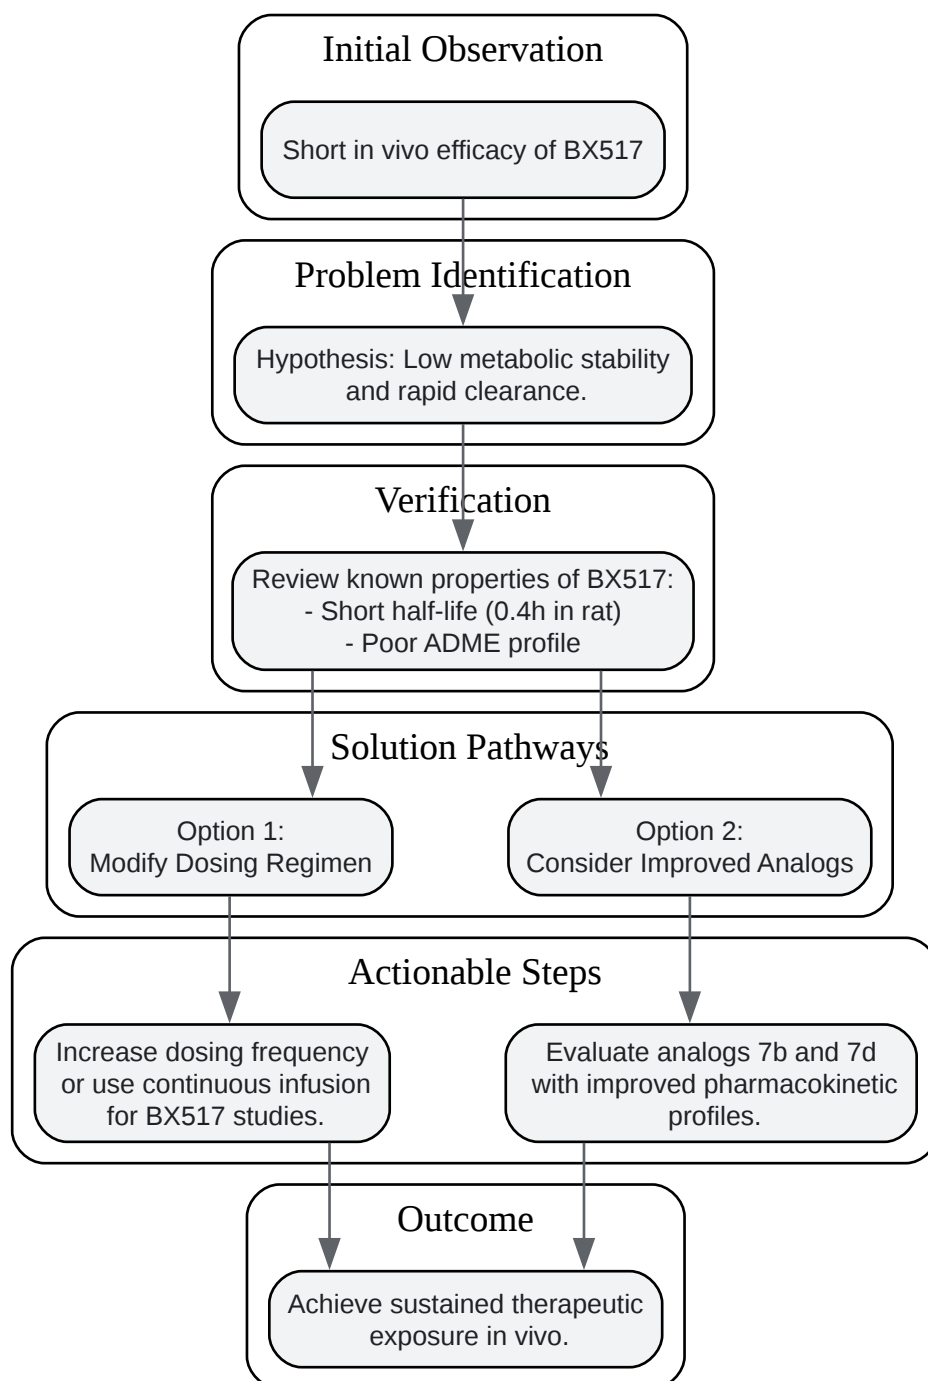 Initial Observation
Short in vivo efficacy of BX517
Problem Identification
Hypothesis: Low metabolic stability
and rapid clearance.
Verification
Review known properties of BX517:
- Short half-life (0.4h in rat)
- Poor ADME profile
Solution Pathways
Option 1:
Modify Dosing Regimen
Option 2:
Consider Improved Analogs
Actionable Steps
Increase dosing frequency
or use continuous infusion
for BX517 studies.
Evaluate analogs 7b and 7d
with improved pharmacokinetic
profiles.
Outcome
Achieve sustained therapeutic
exposure in vivo.